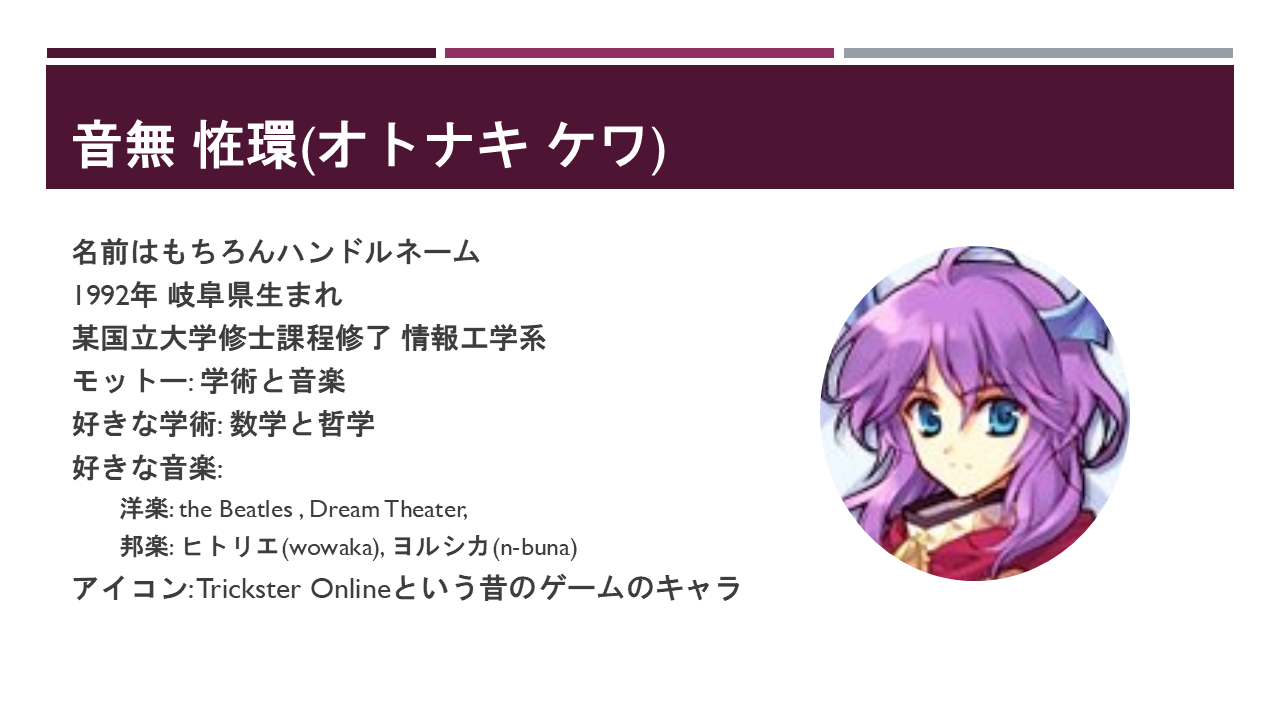 音無 恠環(オトナキ ケワ)
名前はもちろんハンドルネーム
1992年 岐阜県生まれ
某国立大学修士課程修了 情報工学系
モットー: 学術と音楽
好きな学術: 数学と哲学
好きな音楽:
洋楽: the Beatles , Dream Theater,
邦楽: ヒトリエ(wowaka), ヨルシカ(n-buna)
アイコン: Trickster Onlineという昔のゲームのキャラ